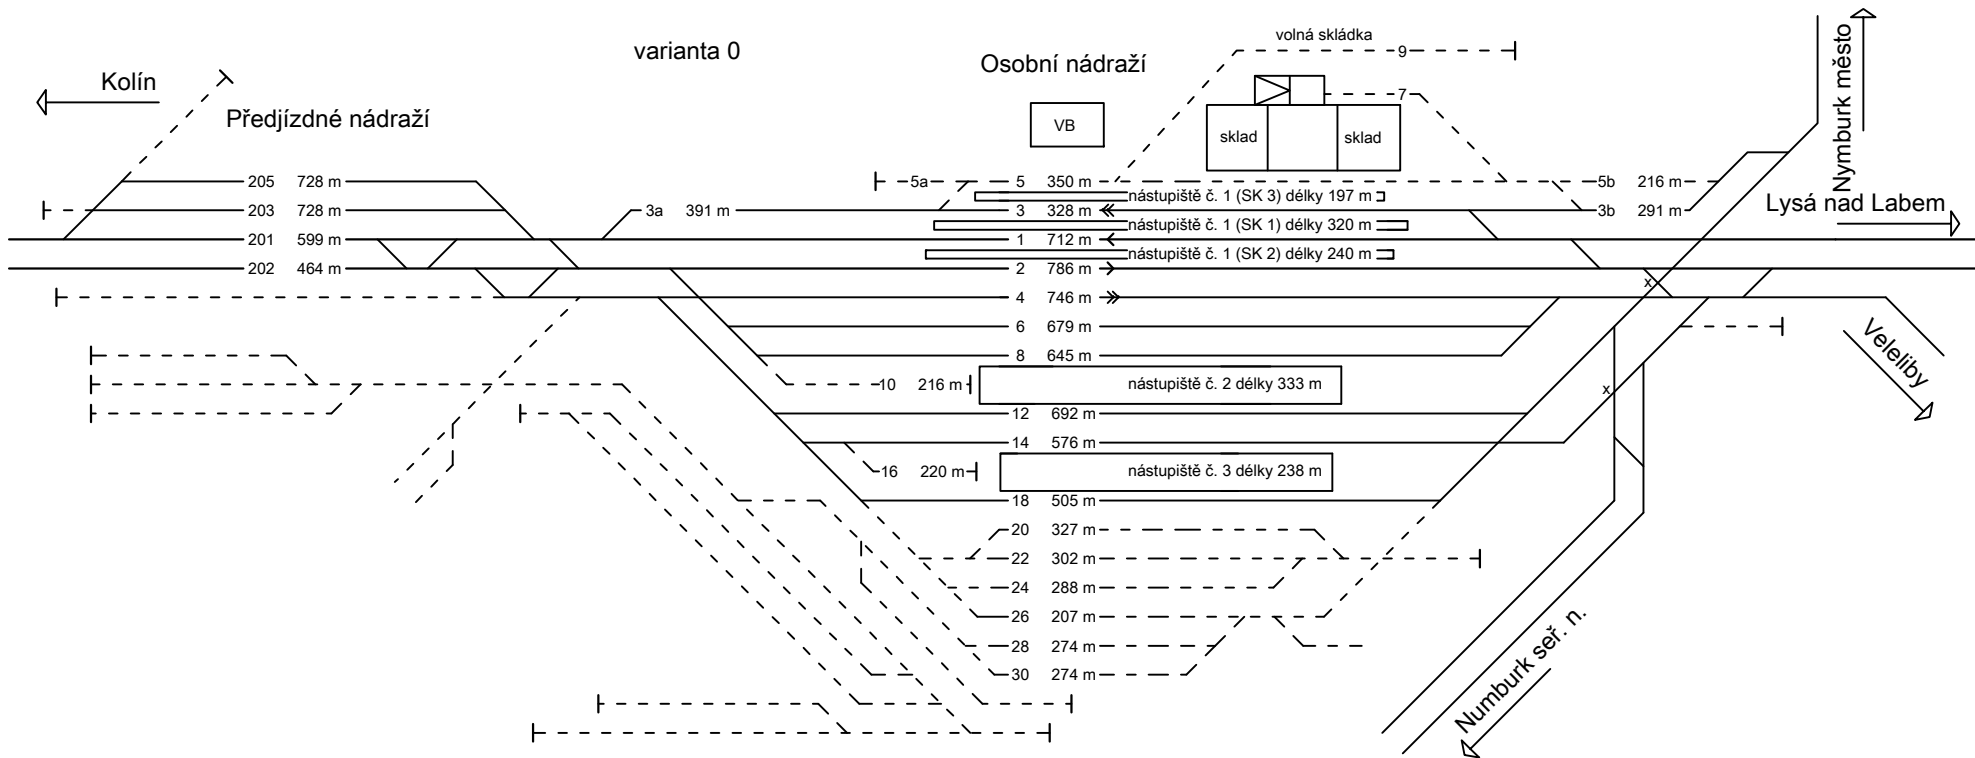 varianta 0
Osobní nádraží
volná skládka
9
Kolín
Předjízdné nádraží
VB
7
sklad
sklad
Nymburk město
205 728 m
5a
5 350 m
5b 216 m
nástupiště č. 1 (SK 3) délky 197 m
203 728 m
3a 391 m
3 328 m
3b 291 m
Lysá nad Labem
nástupiště č. 1 (SK 1) délky 320 m
201 599 m
1 712 m
nástupiště č. 1 (SK 2) délky 240 m
202 464 m
2 786 m
x
4 746 m
6 679 m
Veleliby
8 645 m
10 216 m
nástupiště č. 2 délky 333 m
x
12 692 m
14 576 m
16 220 m
nástupiště č. 3 délky 238 m
18 505 m
20 327 m
22 302 m
24 288 m
26 207 m
28 274 m
30 274 m
Numburk seř. n.